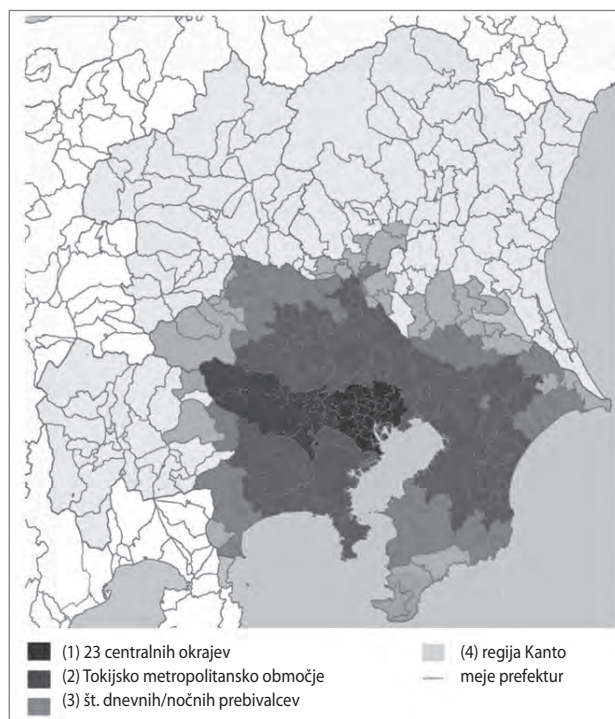 (1) 23 centralnih okrajev
(2) Tokijsko metropolitansko območje
(3) št. dnevnih/nočnih prebivalcev
(4) regija Kanto
meje prefektur